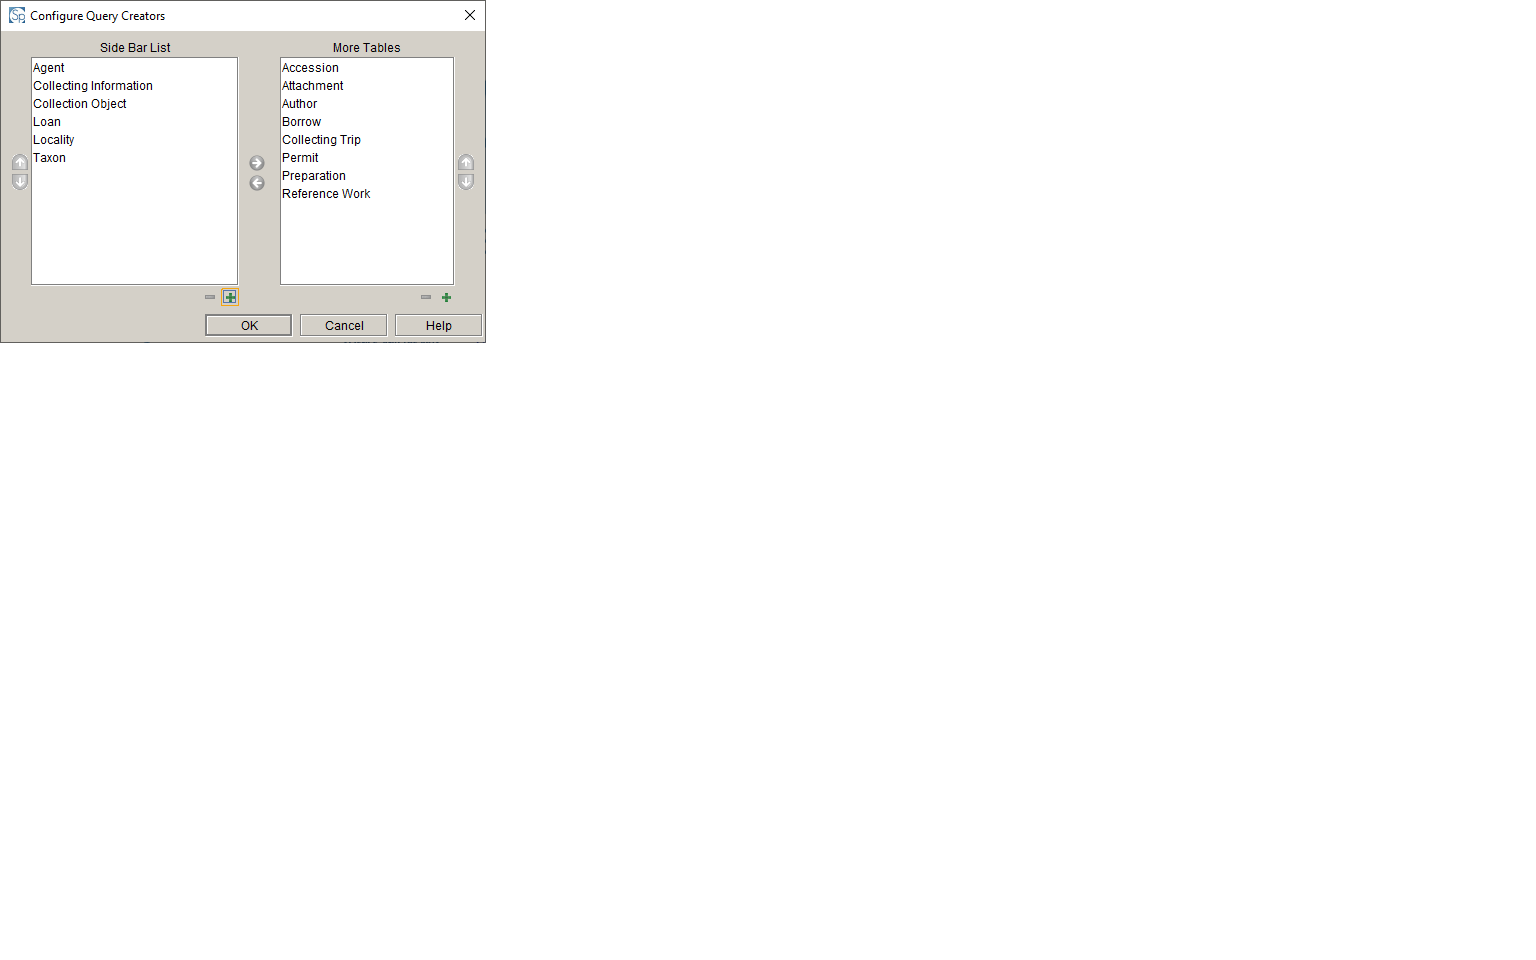 Sp Configure Query Creators
Side Bar List
Agent
Collecting Information
Collection Object
Loan
Locality
Taxon
More Tables
Accession
Attachment
Author
Borrow
Collecting Trip
Permit
Preparation
Reference Work
OK Cancel Help